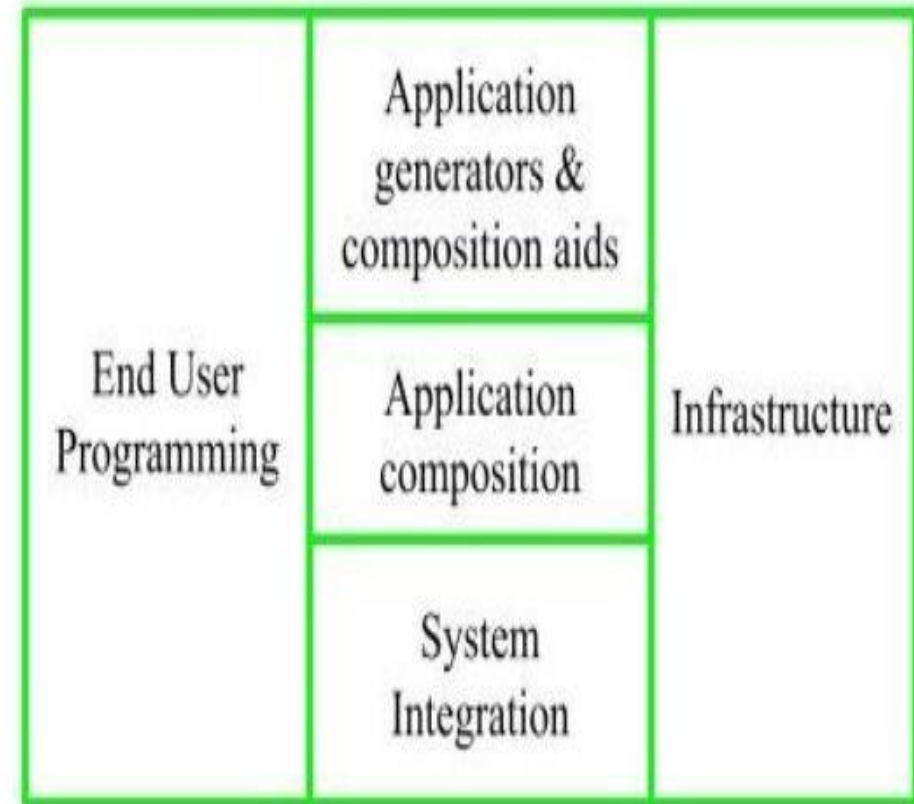 End User
Programming
Application
generators &
composition aids
Application
composition
System
Integration
Infrastructure